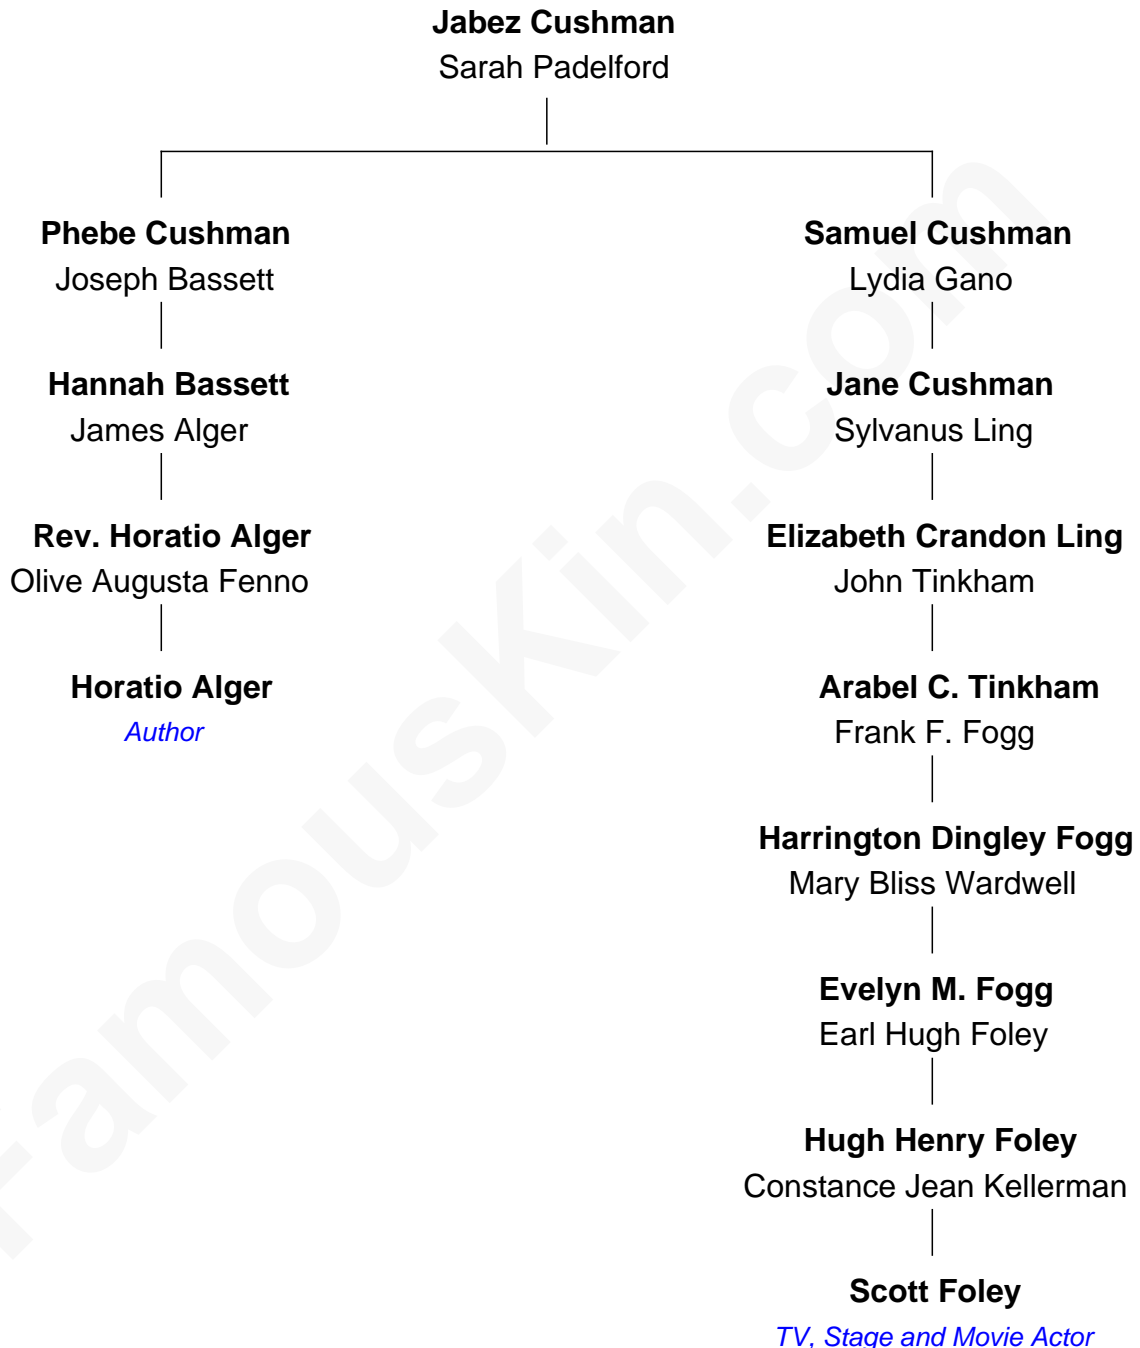 Jabez Cushman
Sarah Padelford
Phebe Cushman
Joseph Bassett
Samuel Cushman
Lydia Gano
Hannah Bassett
James Alger
Jane Cushman
Sylvanus Ling
Rev. Horatio Alger
Olive Augusta Fenno
Elizabeth Crandon Ling
John Tinkham
Horatio Alger
Author
Arabel C. Tinkham
Frank F. Fogg
Harrington Dingley Fogg
Mary Bliss Wardwell
Evelyn M. Fogg
Earl Hugh Foley
Hugh Henry Foley
Constance Jean Kellerman
Scott Foley
TV, Stage and Movie Actor
FamousKin.com